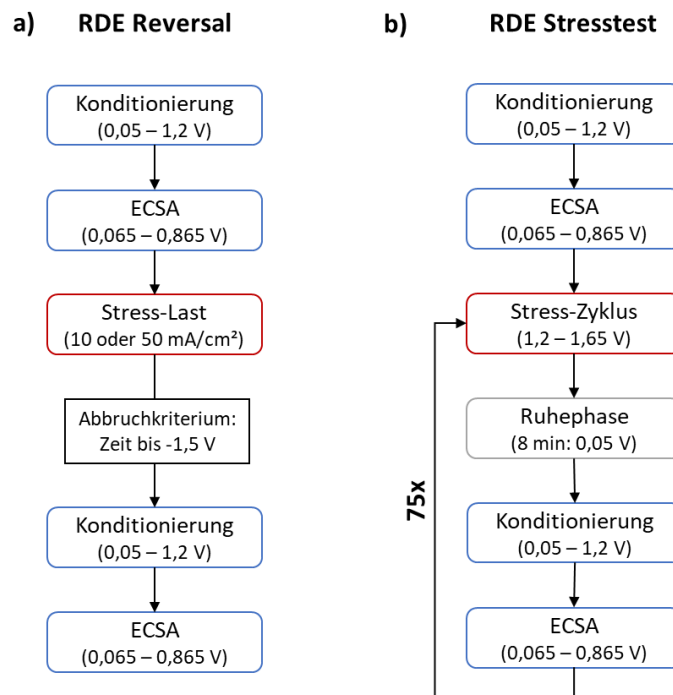 a) RDE Reversal
Konditionierung
(0,05 – 1,2 V)
ECSA
(0,065 – 0,865 V)
Stress-Last
(10 oder 50 mA/cm²)
Abbruchkriterium:
Zeit bis -1,5 V
Konditionierung
(0,05 – 1,2 V)
ECSA
(0,065 – 0,865 V)
b) RDE Stresstest
Konditionierung
(0,05 – 1,2 V)
ECSA
(0,065 – 0,865 V)
Stress-Zyklus
(1,2 – 1,65 V)
Ruhephase
(8 min: 0,05 V)
75x
Konditionierung
(0,05 – 1,2 V)
ECSA
(0,065 – 0,865 V)